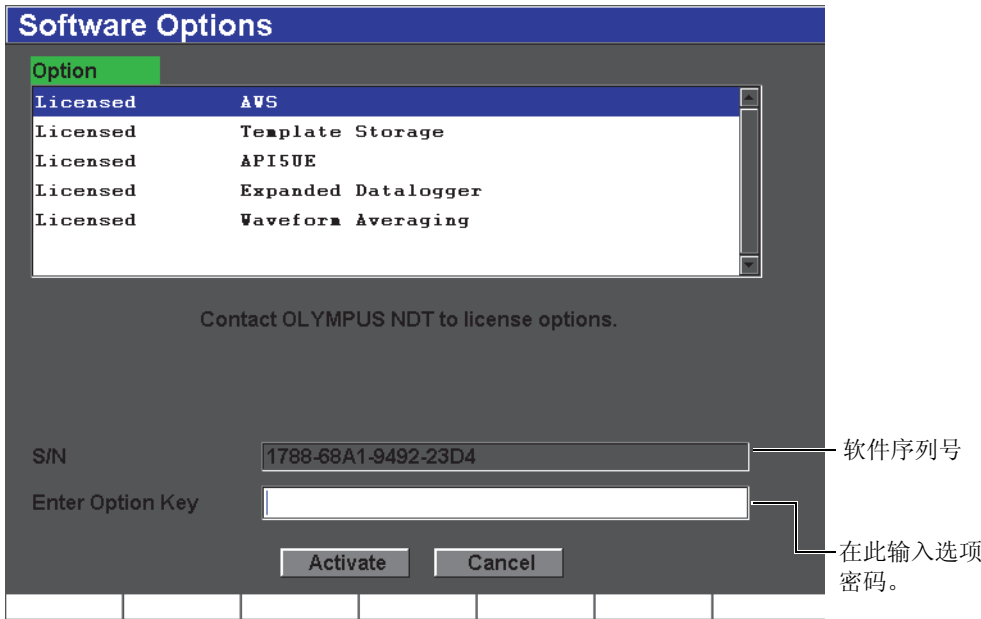 Software Options
Option
Licensed AWS
Licensed Template Storage
Licensed API5UE
Licensed Expanded Datalogger
Licensed Waveform Averaging
Contact OLYMPUS NDT to license options.
S/N 1788-68A1-9492-23D4
软件序列号
Enter Option Key
在此输入选项
密码。
Activate Cancel